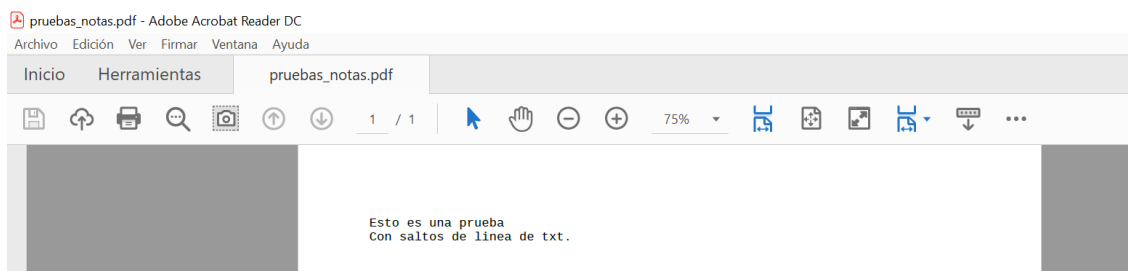 pruebas_notas.pdf - Adobe Acrobat Reader DC
Archivo Edición Ver Firmar Ventana Ayuda
Inicio Herramientas pruebas_notas.pdf
1 / 1 75%
Esto es una prueba
Con saltos de linea de txt.